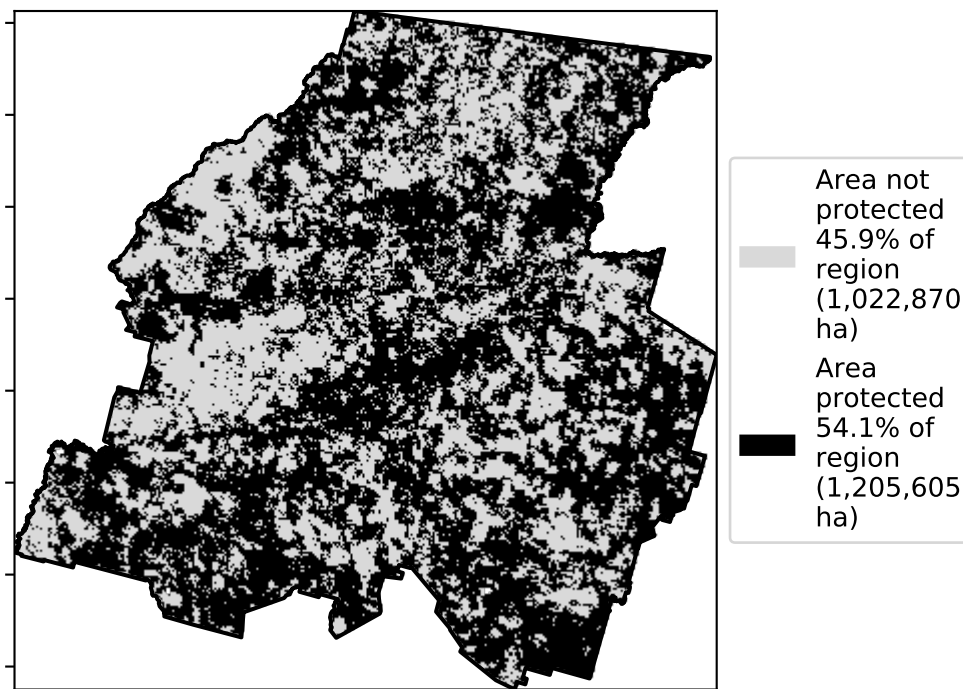 Area not
protected
45.9% of
region
(1,022,870
ha)
Area
protected
54.1% of
region
(1,205,605
ha)